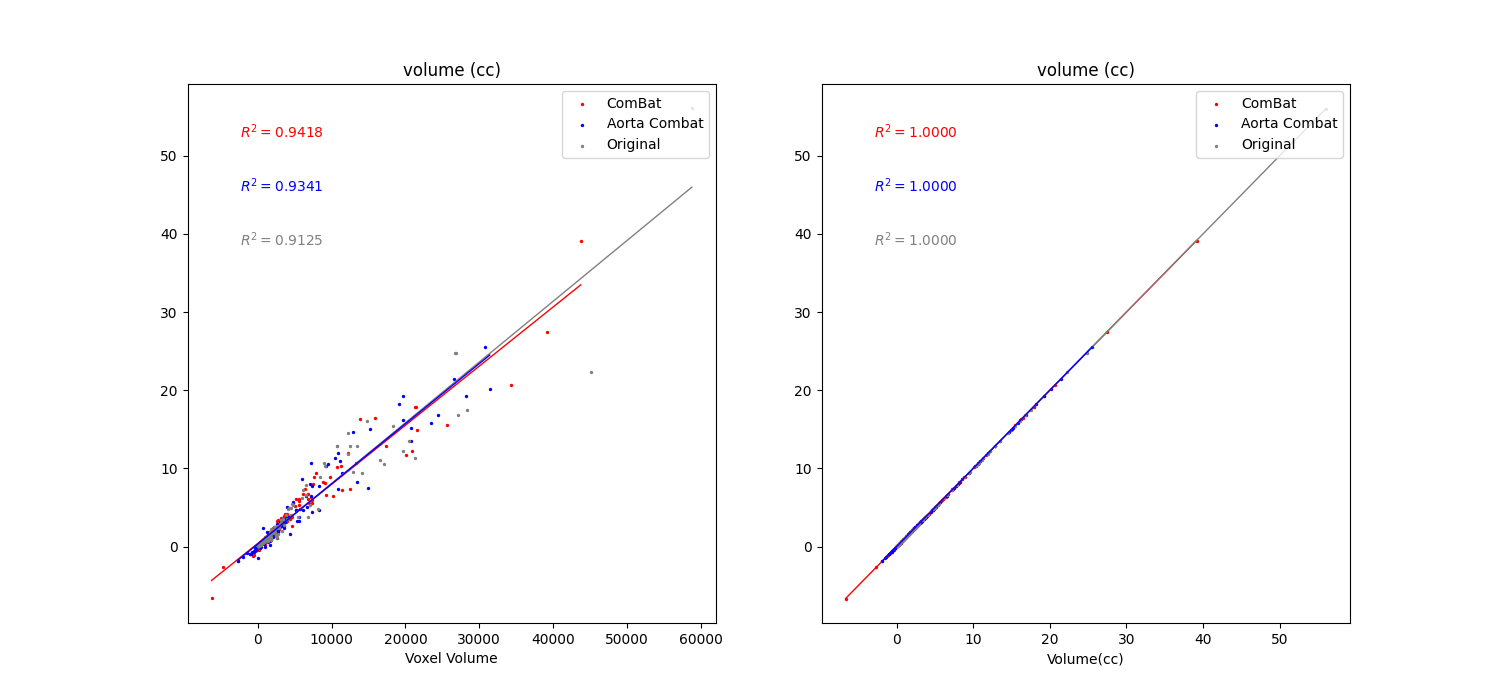 volume (cc)
ComBat
Aorta Combat
Original
R² = 0.9418
R² = 0.9341
R² = 0.9125
50
40
30
20
10
0
0 10000 20000 30000 40000 50000 60000
Voxel Volume
volume (cc)
ComBat
Aorta Combat
Original
R² = 1.0000
R² = 1.0000
R² = 1.0000
50
40
30
20
10
0
0 10 20 30 40 50
Volume(cc)